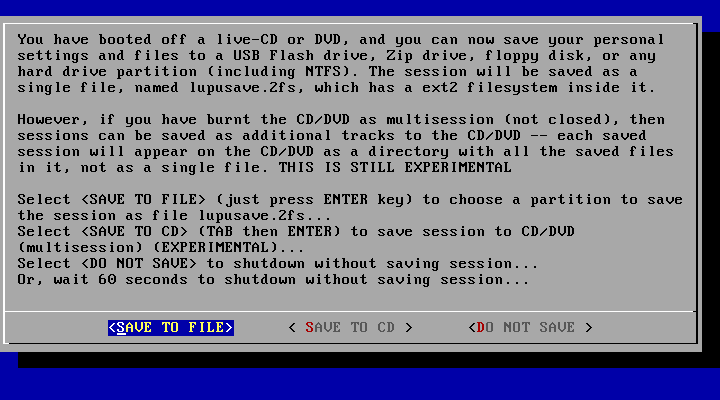 You have booted off a live-CD or DVD, and you can now save your personal
settings and files to a USB Flash drive, Zip drive, floppy disk, or any
hard drive partition (including NTFS). The session will be saved as a
single file, named lupusave.2fs, which has a ext2 filesystem inside it.
However, if you have burnt the CD/DVD as multisession (not closed), then
sessions can be saved as additional tracks to the CD/DVD -- each saved
session will appear on the CD/DVD as a directory with all the saved files
in it, not as a single file. THIS IS STILL EXPERIMENTAL
Select <SAVE TO FILE> (just press ENTER key) to choose a partition to save
the session as file lupusave.2fs...
Select <SAVE TO CD> (TAB then ENTER) to save session to CD/DVD
(multisession) (EXPERIMENTAL)...
Select <DO NOT SAVE> to shutdown without saving session...
Or, wait 60 seconds to shutdown without saving session...
<SAVE TO FILE> < SAVE TO CD > <DO NOT SAVE >